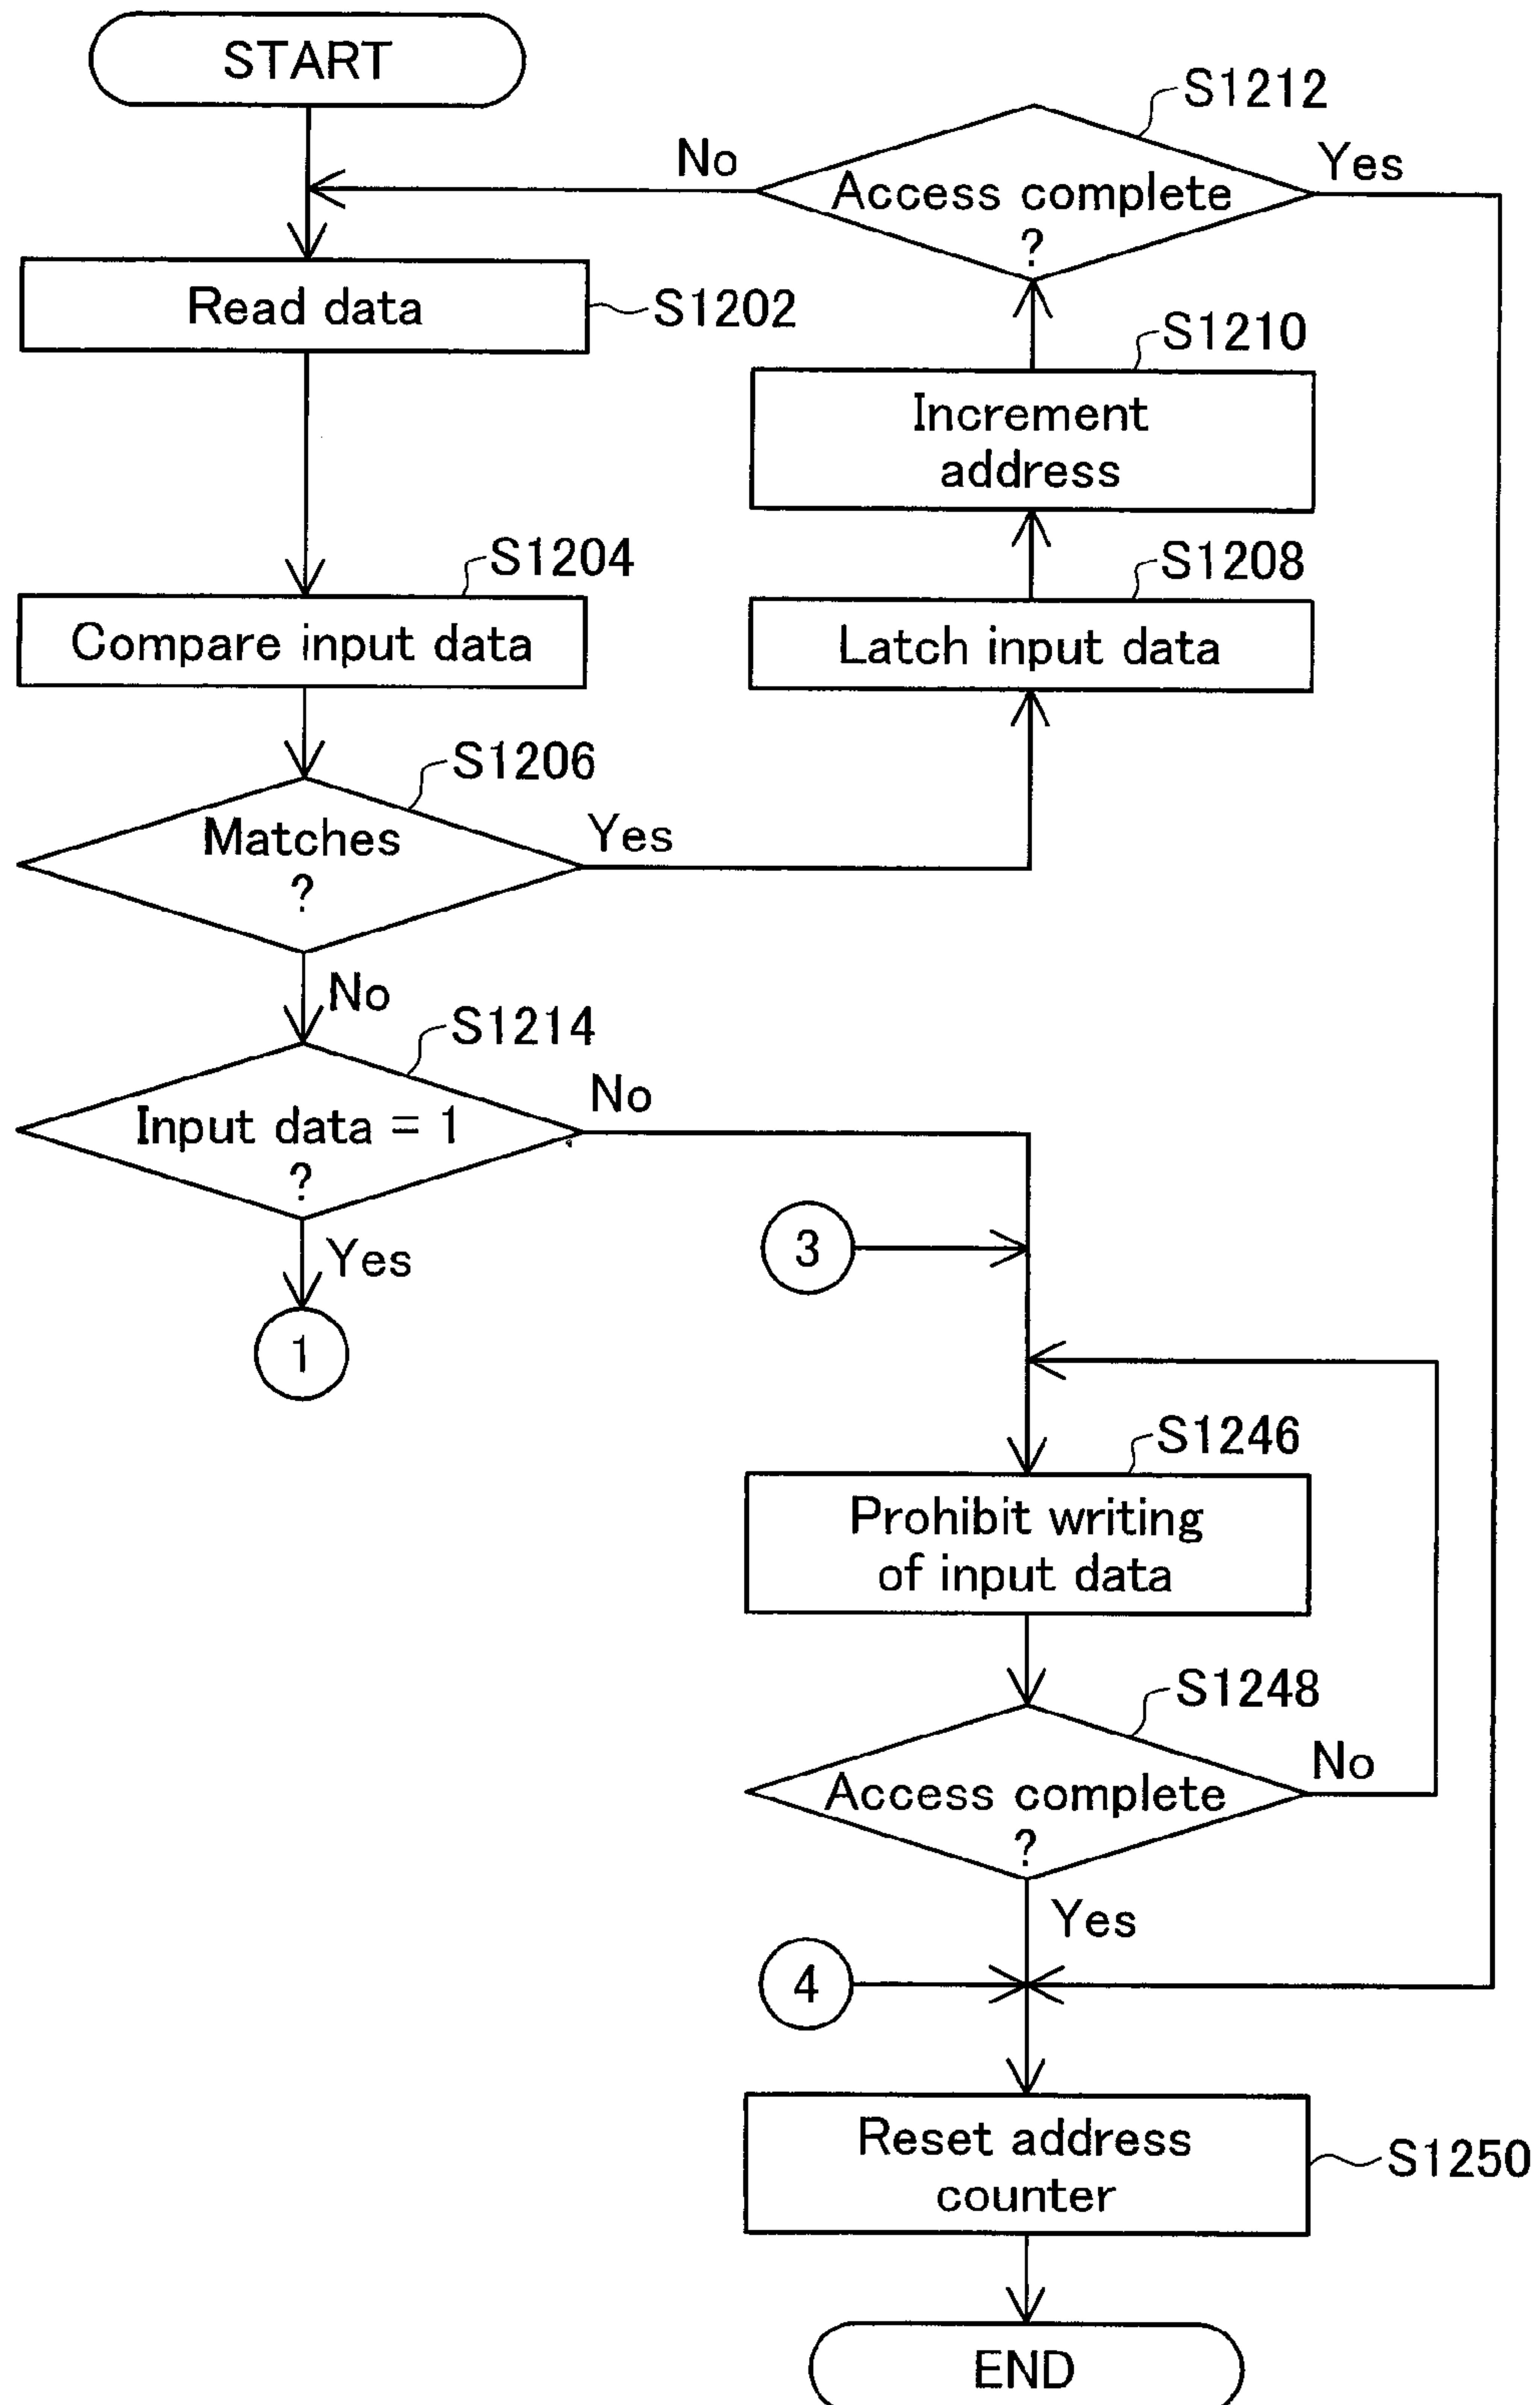 START
S1212
No
Yes
Access complete
?
Read data
S1202
S1210
Increment
address
S1204
S1208
Compare input data
Latch input data
S1206
Matches
?
Yes
No
S1214
Input data = 1
?
No
Yes
3
1
S1246
Prohibit writing
of input data
S1248
Access complete
?
No
Yes
4
Reset address
counter
S1250
END